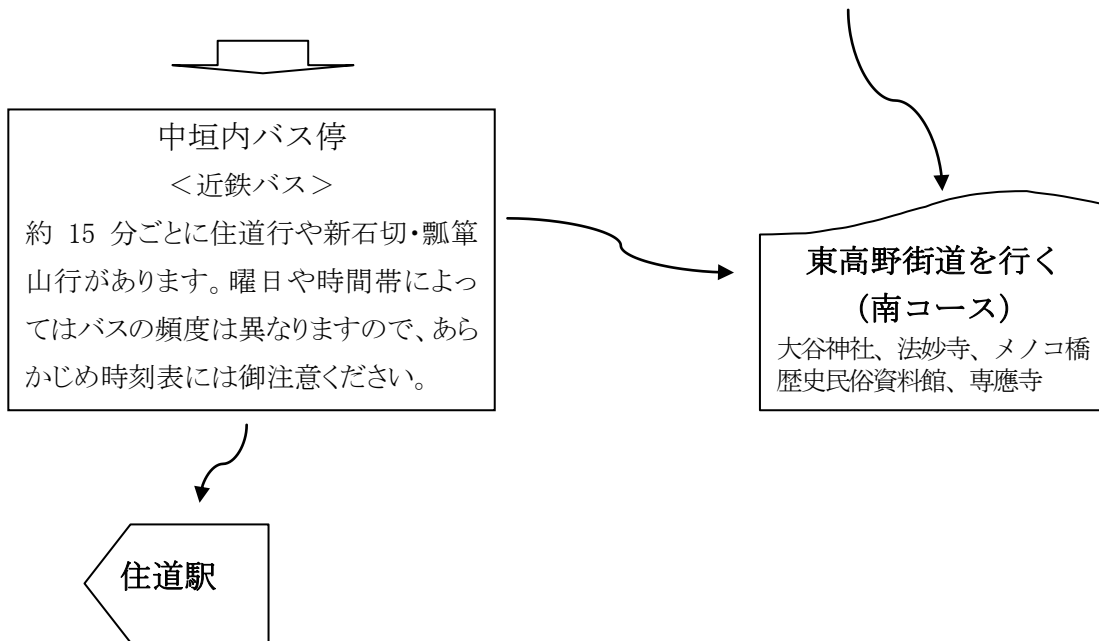 中垣内バス停
＜近鉄バス＞
約 15 分ごとに住道行や新石切・瓢箪
山行があります。曜日や時間帯によっ
てはバスの頻度は異なりますので、あら
かじめ時刻表には御注意ください。
東高野街道を行く
（南コース）
大谷神社、法妙寺、メノコ橋
歴史民俗資料館、専應寺
住道駅